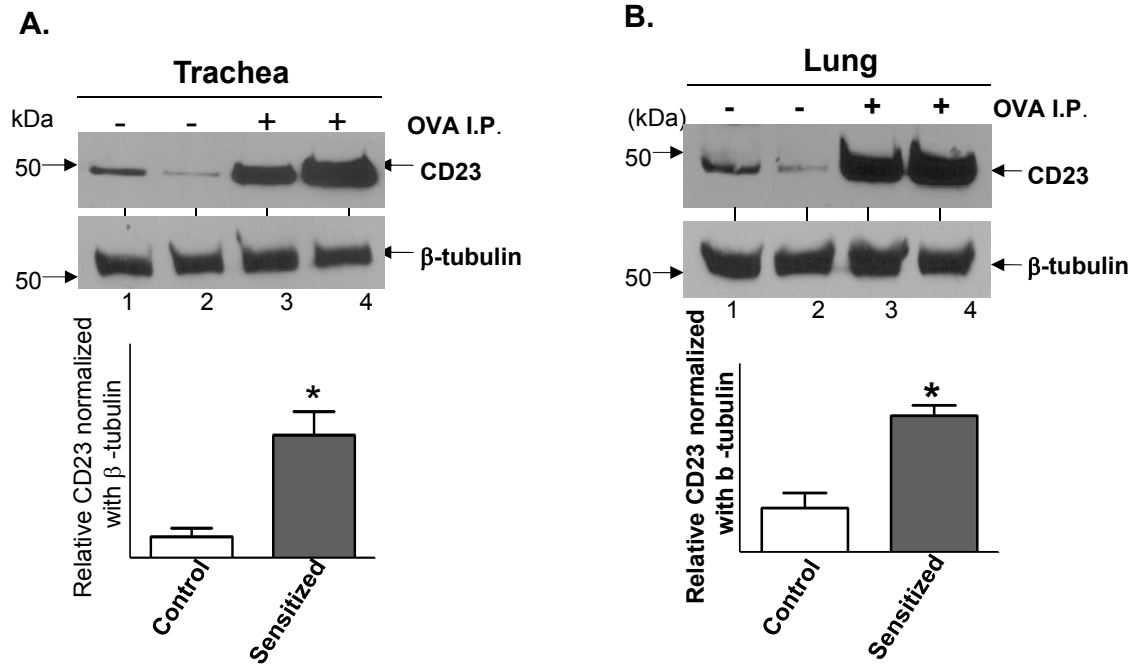 A.
Trachea
kDa
- - + + OVA I.P.
50
CD23
β-tubulin
50
1 2 3 4
Relative CD23 normalized
with β -tubulin
*
Control
Sensitized
B.
Lung
(kDa)
- - + + OVA I.P.
50
CD23
β-tubulin
50
1 2 3 4
Relative CD23 normalized
with b -tubulin
*
Control
Sensitized